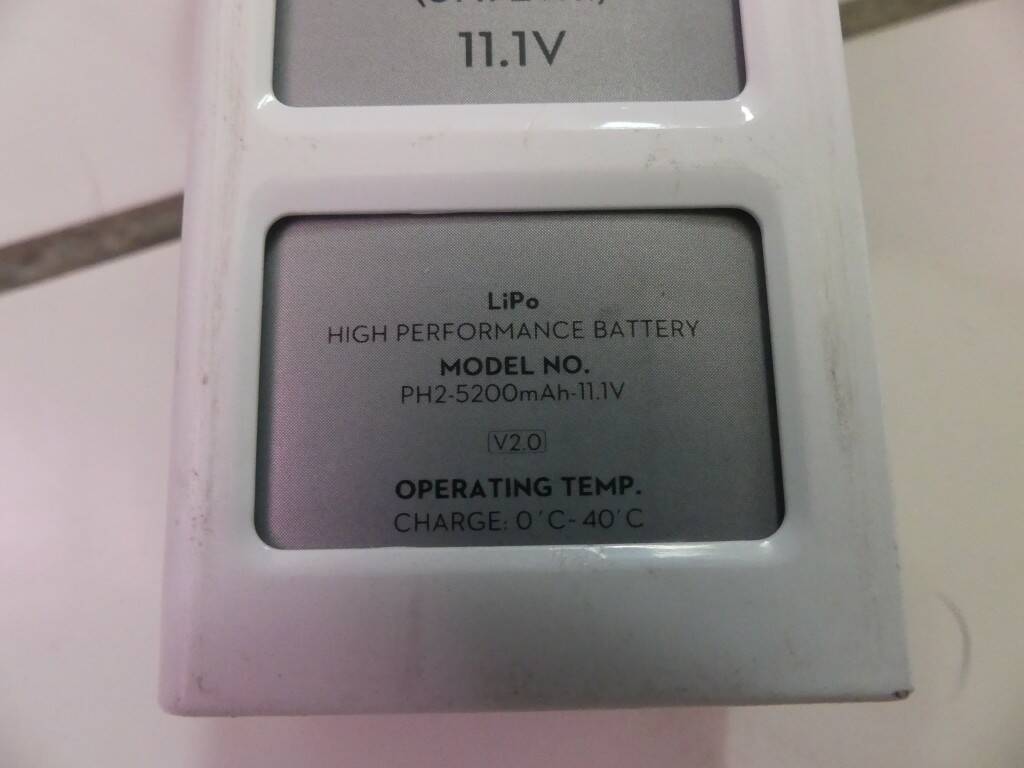 11.1V
LiPo
HIGH PERFORMANCE BATTERY
MODEL NO.
PH2-5200mAh-11.1V
V2.0
OPERATING TEMP.
CHARGE: 0°C-40°C